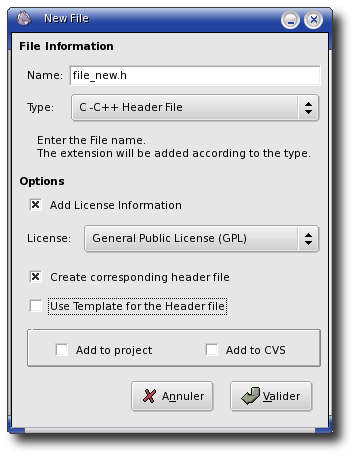 New File
File Information
Name: file_new.h
Type: C -C++ Header File
Enter the File name.
The extension will be added according to the type.
Options
Add License Information
License: General Public License (GPL)
Create corresponding header file
Use Template for the Header file
Add to project Add to CVS
Annuler Valider